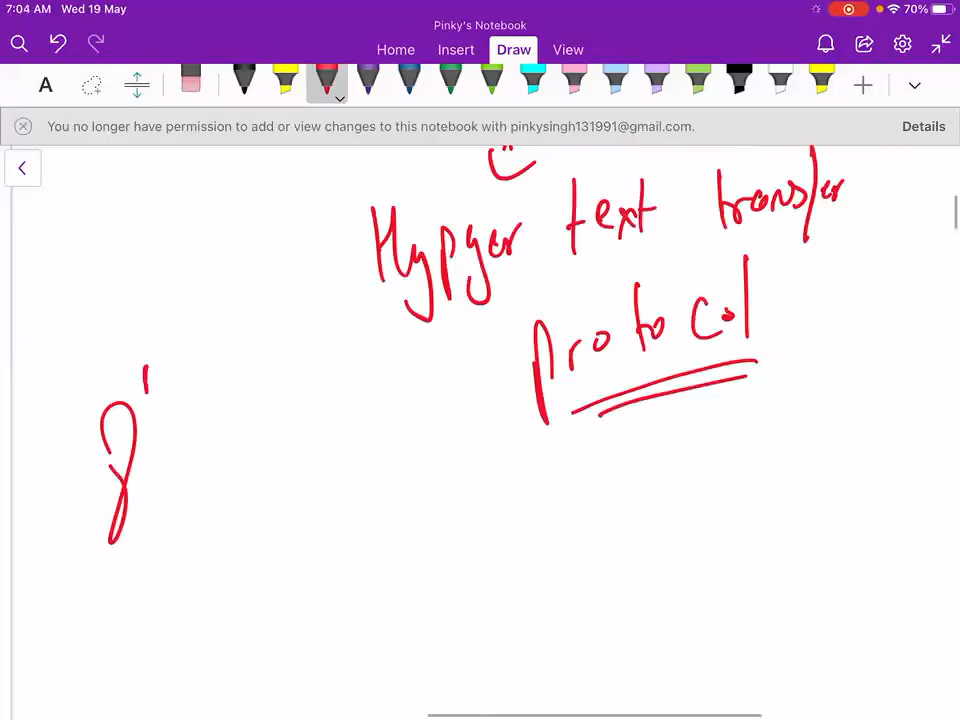 7:04 AM Wed 19 May
70%
Pinky's Notebook
Home Insert Draw View
A
You no longer have permission to add or view changes to this notebook with pinkysingh131991@gmail.com.
Details
Hypyer text transfer
protocol